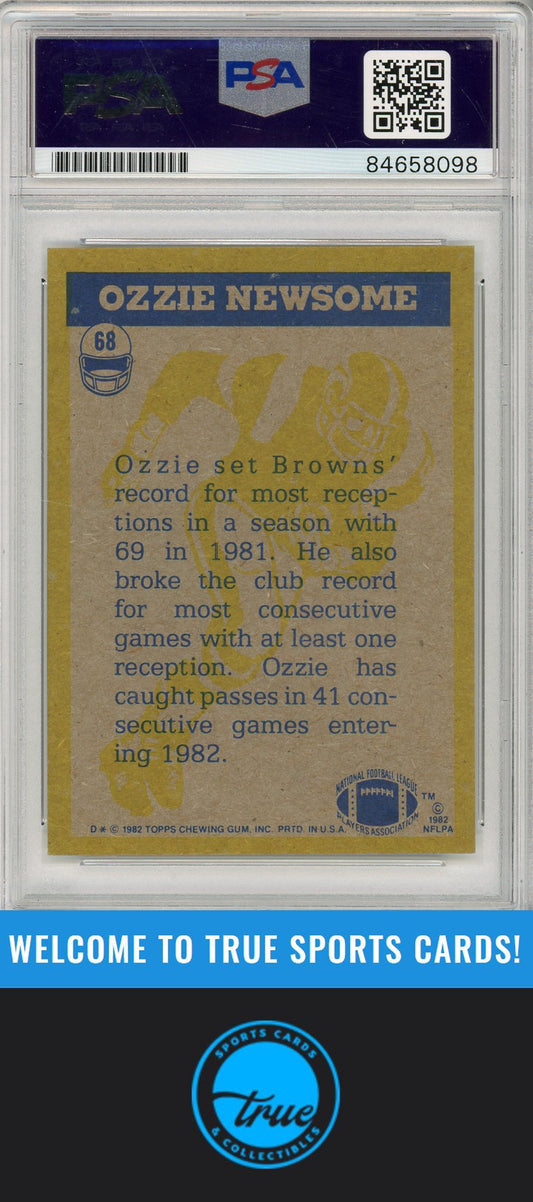 PSA
PSA
84658098
OZZIE NEWSOME
68
Ozzie set Browns'
record for most recep-
tions in a season with
69 in 1981. He also
broke the club record
for most consecutive
games with at least one
reception. Ozzie has
caught passes in 41 con-
secutive games enter-
ing 1982.
NATIONAL FOOTBALL LEAGUE
PLAYERS ASSOCIATION
TM
©
1982
NFLPA
D * © 1982 TOPPS CHEWING GUM, INC. PRTD. IN U.S.A.
WELCOME TO TRUE SPORTS CARDS!
SPORTS CARDS
true
& COLLECTIBLES